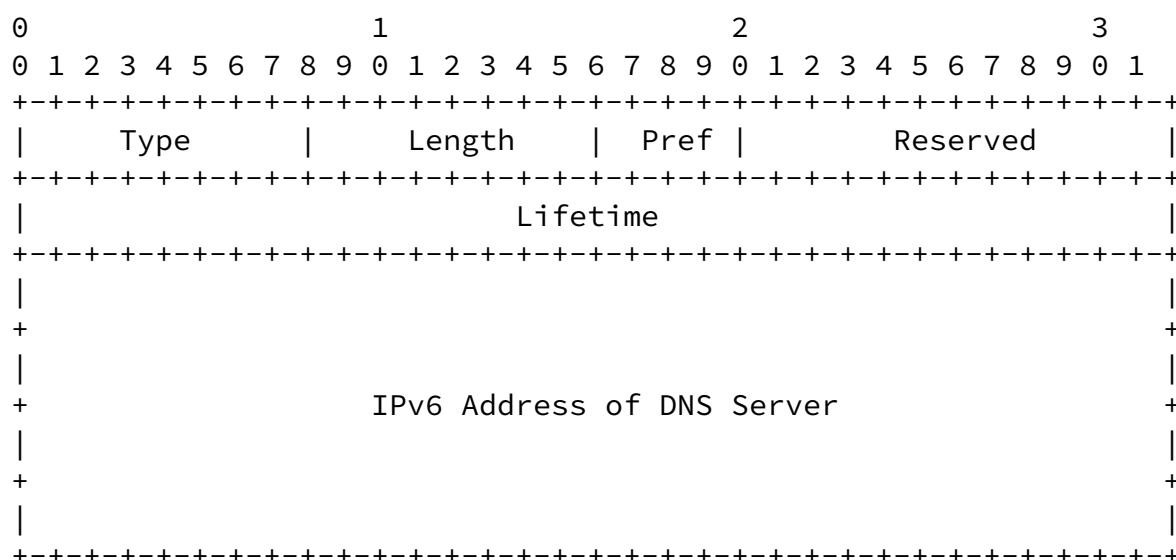 0                   1                   2                   3
0 1 2 3 4 5 6 7 8 9 0 1 2 3 4 5 6 7 8 9 0 1 2 3 4 5 6 7 8 9 0 1
+-+-+-+-+-+-+-+-+-+-+-+-+-+-+-+-+-+-+-+-+-+-+-+-+-+-+-+-+-+-+-+-+
|     Type      |     Length    |  Pref |        Reserved       |
+-+-+-+-+-+-+-+-+-+-+-+-+-+-+-+-+-+-+-+-+-+-+-+-+-+-+-+-+-+-+-+-+
|                           Lifetime                            |
+-+-+-+-+-+-+-+-+-+-+-+-+-+-+-+-+-+-+-+-+-+-+-+-+-+-+-+-+-+-+-+-+
|                                                               |
+                                                               +
|                                                               |
+                   IPv6 Address of DNS Server                  +
|                                                               |
+                                                               +
|                                                               |
+-+-+-+-+-+-+-+-+-+-+-+-+-+-+-+-+-+-+-+-+-+-+-+-+-+-+-+-+-+-+-+-+